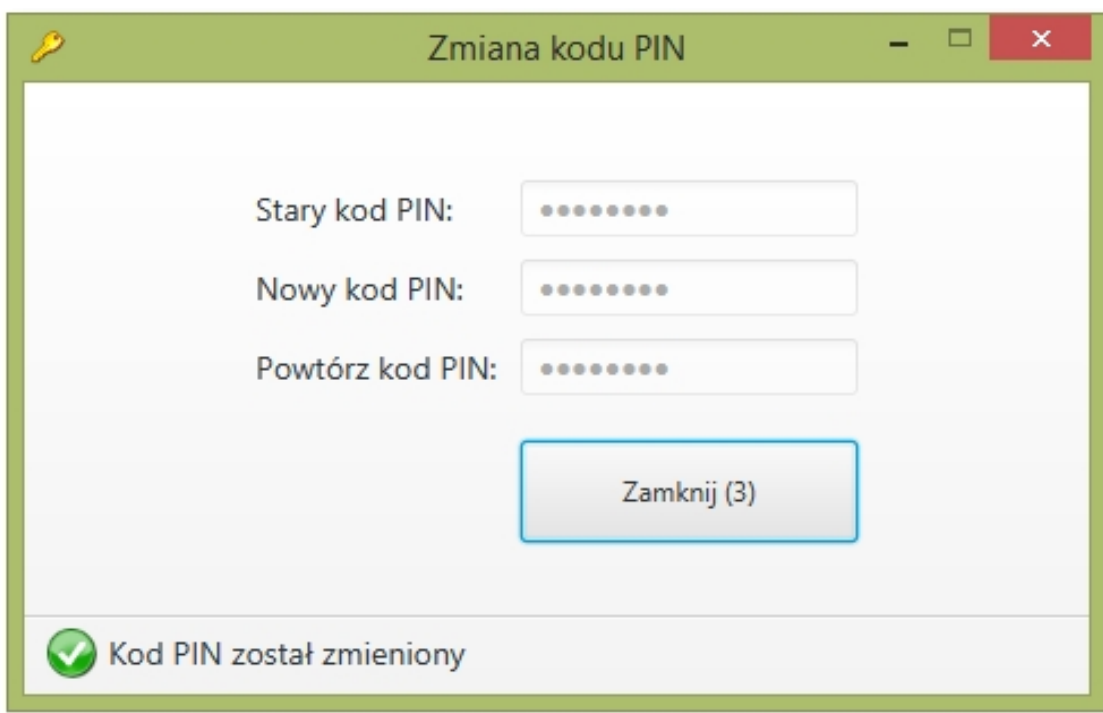 Zmiana kodu PIN
Stary kod PIN: ••••••••
Nowy kod PIN: ••••••••
Powtórz kod PIN: ••••••••
Zamknij (3)
Kod PIN został zmieniony